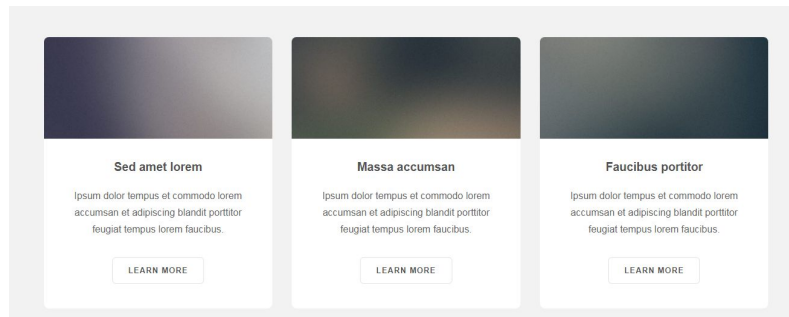 Sed amet lorem
Ipsum dolor tempus et commodo lorem
accumsan et adipiscing blandit porttitor
feugiat tempus lorem faucibus.
LEARN MORE
Massa accumsan
Ipsum dolor tempus et commodo lorem
accumsan et adipiscing blandit porttitor
feugiat tempus lorem faucibus.
LEARN MORE
Faucibus portitor
Ipsum dolor tempus et commodo lorem
accumsan et adipiscing blandit porttitor
feugiat tempus lorem faucibus.
LEARN MORE